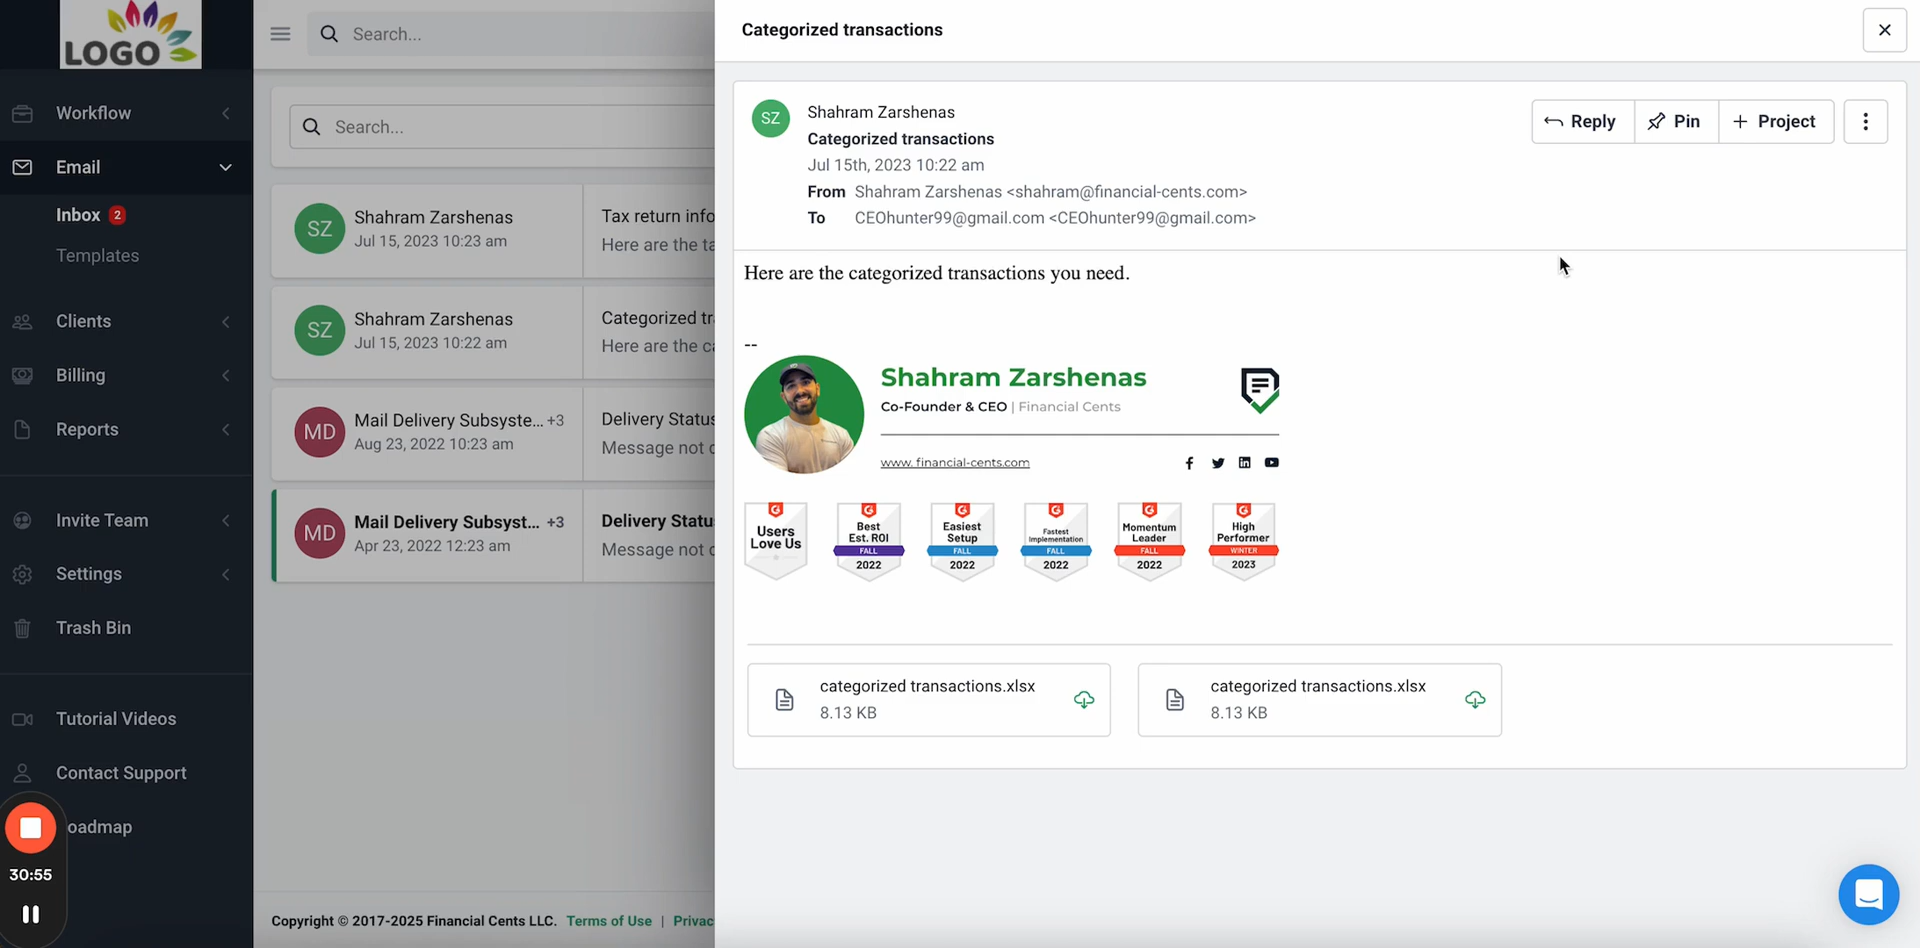 LOGO
Workflow
Email
Inbox 2
Templates
Clients
Billing
Reports
Invite Team
Settings
Trash Bin
Tutorial Videos
Contact Support
oadmap
30:55
Search...
Search...
SZ
Shahram Zarshenas
Jul 15, 2023 10:23 am
Tax return info
Here are the ta
SZ
Shahram Zarshenas
Jul 15, 2023 10:22 am
Categorized tr
Here are the ca
MD
Mail Delivery Subsyste... +3
Aug 23, 2022 10:23 am
Delivery Status
Message not c
MD
Mail Delivery Subsyst... +3
Apr 23, 2022 12:23 am
Delivery Statu
Message not c
Copyright © 2017-2025 Financial Cents LLC. Terms of Use | Privac
Categorized transactions
SZ
Shahram Zarshenas
Categorized transactions
Jul 15th, 2023 10:22 am
From Shahram Zarshenas <shahram@financial-cents.com>
To CEOhunter99@gmail.com <CEOhunter99@gmail.com>
Reply
Pin
+ Project
Here are the categorized transactions you need.
--
Shahram Zarshenas
Co-Founder & CEO | Financial Cents
www.financial-cents.com
Users
Love Us
Best
Est. ROI
FALL
2022
Easiest
Setup
FALL
2022
Fastest
Implementation
FALL
2022
Momentum
Leader
FALL
2022
High
Performer
WINTER
2023
categorized transactions.xlsx
8.13 KB
categorized transactions.xlsx
8.13 KB